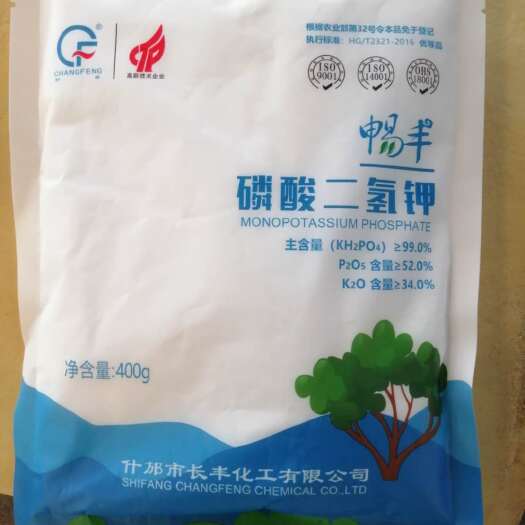 根据农业部第32号令本品免于登记
执行标准：HG/T2321-2016 优等品
CHANGFENG
高新技术企业
ISO
9001
ISO
14001
OHS
18001
畅丰
磷酸二氢钾
MONOPOTASSIUM PHOSPHATE
主含量（KH2PO4）≥99.0%
P2O5 含量≥52.0%
K2O 含量≥34.0%
净含量:400g
什邡市长丰化工有限公司
SHIFANG CHANGFENG CHEMICAL CO.,LTD